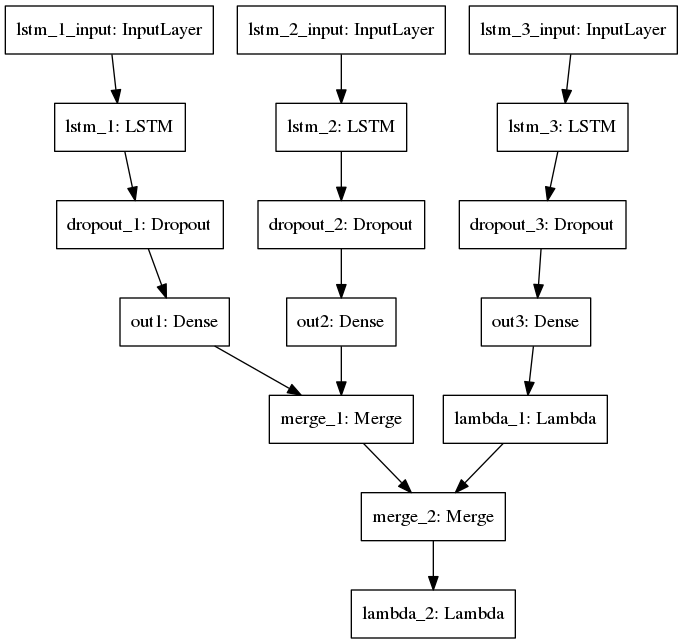 lstm_1_input: InputLayer
lstm_2_input: InputLayer
lstm_3_input: InputLayer
lstm_1: LSTM
lstm_2: LSTM
lstm_3: LSTM
dropout_1: Dropout
dropout_2: Dropout
dropout_3: Dropout
out1: Dense
out2: Dense
out3: Dense
merge_1: Merge
lambda_1: Lambda
merge_2: Merge
lambda_2: Lambda